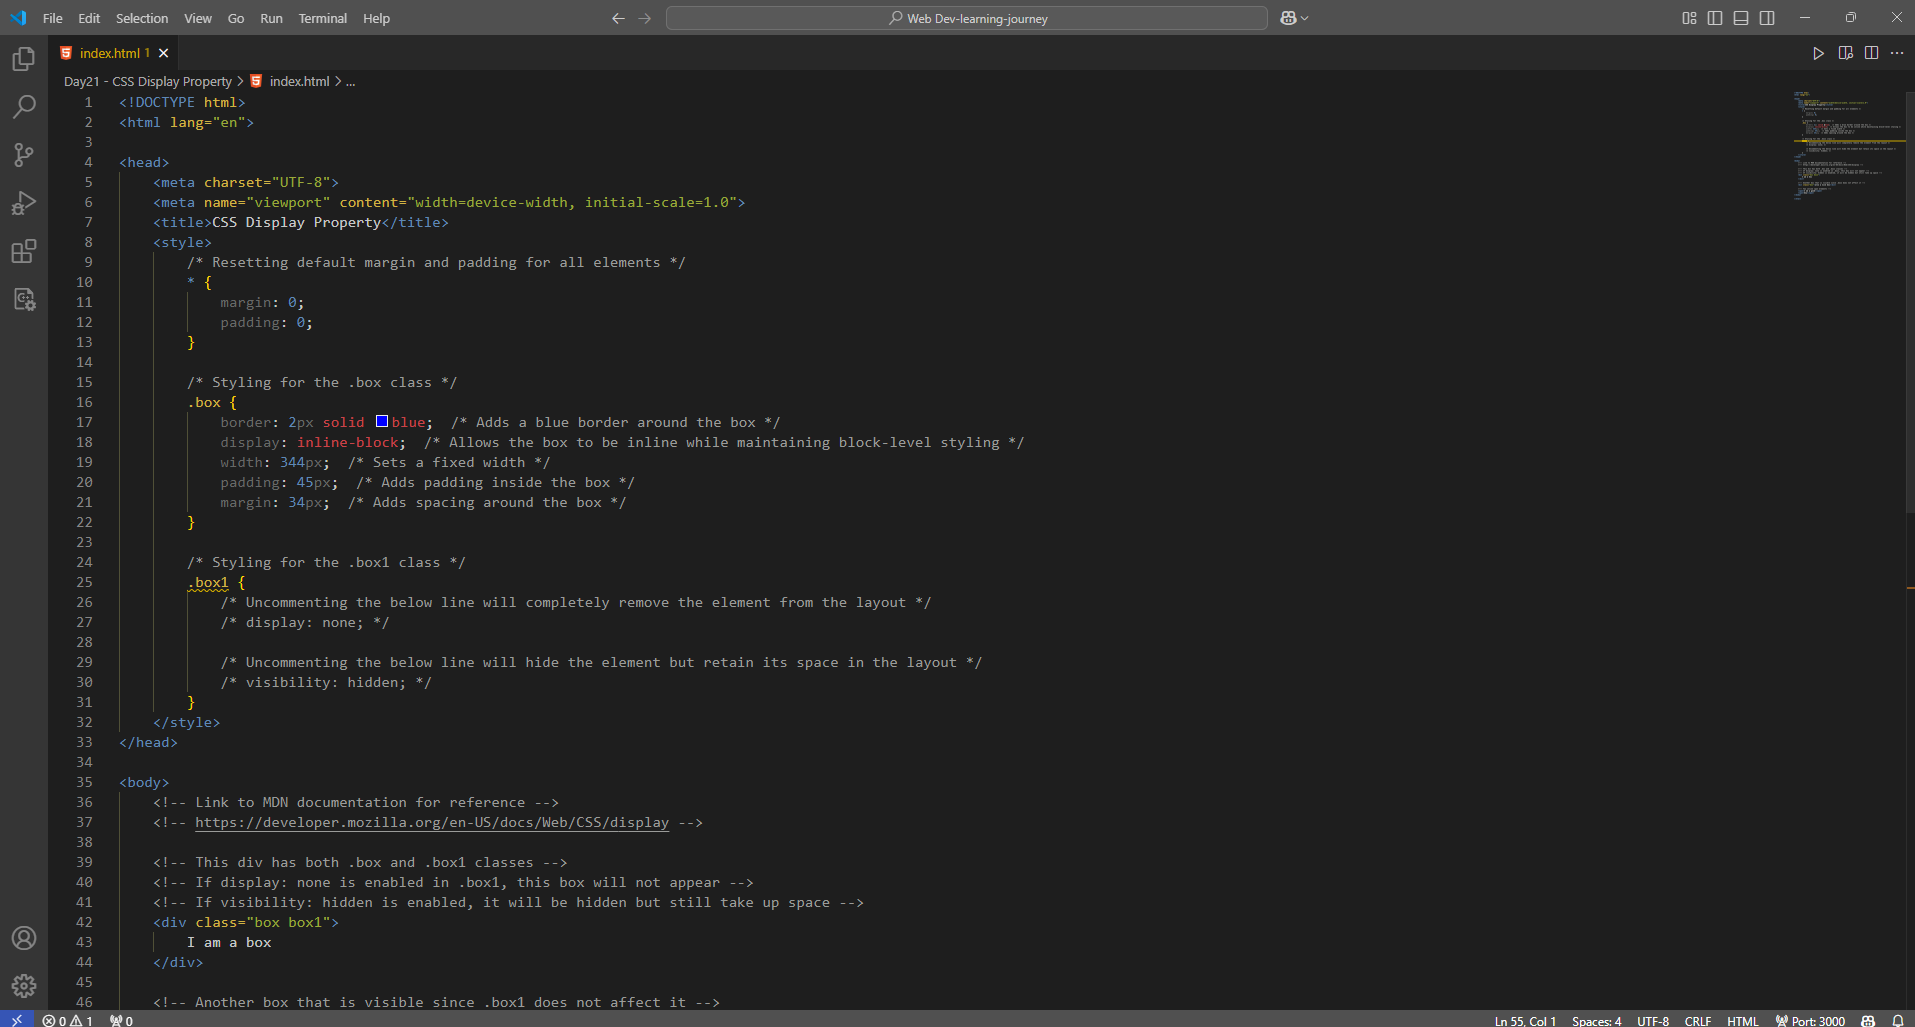 File Edit Selection View Go Run Terminal Help
Web Dev-learning-journey
index.html 1
Day21 - CSS Display Property > index.html > ...
1 <!DOCTYPE html>
2 <html lang="en">
3
4 <head>
5 <meta charset="UTF-8">
6 <meta name="viewport" content="width=device-width, initial-scale=1.0">
7 <title>CSS Display Property</title>
8 <style>
9 /* Resetting default margin and padding for all elements */
10 * {
11 margin: 0;
12 padding: 0;
13 }
14
15 /* Styling for the .box class */
16 .box {
17 border: 2px solid blue; /* Adds a blue border around the box */
18 display: inline-block; /* Allows the box to be inline while maintaining block-level styling */
19 width: 344px; /* Sets a fixed width */
20 padding: 45px; /* Adds padding inside the box */
21 margin: 34px; /* Adds spacing around the box */
22 }
23
24 /* Styling for the .box1 class */
25 .box1 {
26 /* Uncommenting the below line will completely remove the element from the layout */
27 /* display: none; */
28
29 /* Uncommenting the below line will hide the element but retain its space in the layout */
30 /* visibility: hidden; */
31 }
32 </style>
33 </head>
34
35 <body>
36 <!-- Link to MDN documentation for reference -->
37 <!-- https://developer.mozilla.org/en-US/docs/Web/CSS/display -->
38
39 <!-- This div has both .box and .box1 classes -->
40 <!-- If display: none is enabled in .box1, this box will not appear -->
41 <!-- If visibility: hidden is enabled, it will be hidden but still take up space -->
42 <div class="box box1">
43 I am a box
44 </div>
45
46 <!-- Another box that is visible since .box1 does not affect it -->
0 1 0 Ln 55, Col 1 Spaces: 4 UTF-8 CRLF HTML Port: 3000